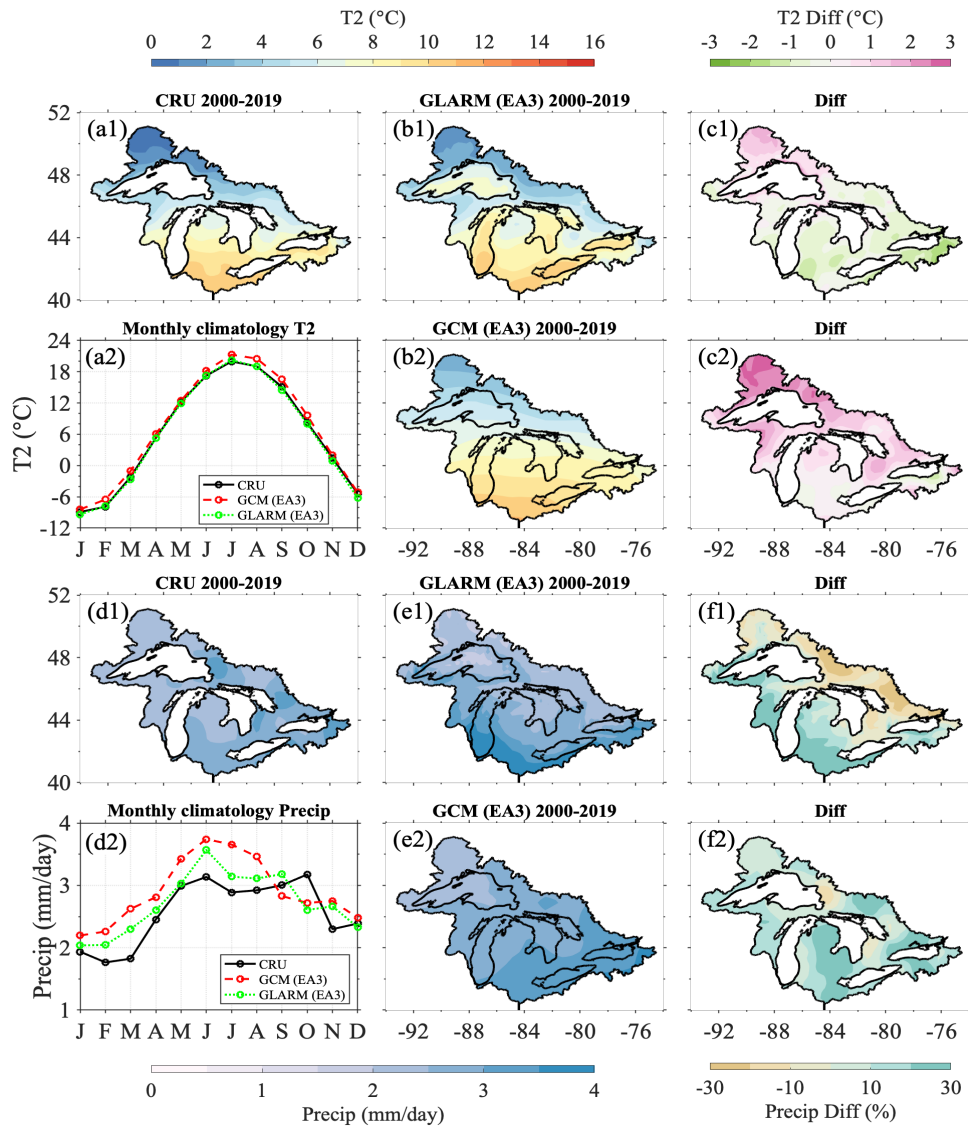 T2 (°C)
T2 Diff (°C)
0 2 4 6 8 10 12 14 16
-3 -2 -1 0 1 2 3
CRU 2000-2019
GLARM (EA3) 2000-2019
Diff
(a1)
(b1)
(c1)
52
48
44
40
Monthly climatology T2
GCM (EA3) 2000-2019
Diff
(a2)
(b2)
(c2)
T2 (°C)
24
18
12
6
0
-6
-12
CRU
GCM (EA3)
GLARM (EA3)
J F M A M J J A S O N D
-92 -88 -84 -80 -76
-92 -88 -84 -80 -76
CRU 2000-2019
GLARM (EA3) 2000-2019
Diff
(d1)
(e1)
(f1)
52
48
44
40
Monthly climatology Precip
GCM (EA3) 2000-2019
Diff
(d2)
(e2)
(f2)
Precip (mm/day)
4
3
2
1
CRU
GCM (EA3)
GLARM (EA3)
J F M A M J J A S O N D
-92 -88 -84 -80 -76
-92 -88 -84 -80 -76
0 1 2 3 4
-30 -10 10 30
Precip (mm/day)
Precip Diff (%)